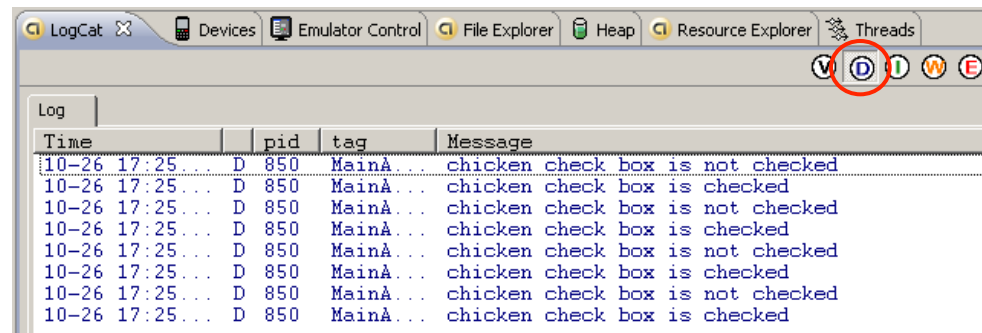 LogCat Devices Emulator Control File Explorer Heap Resource Explorer Threads
V D I W E
Log
Time pid tag Message
10-26 17:25... D 850 MainA... chicken check box is not checked
10-26 17:25... D 850 MainA... chicken check box is checked
10-26 17:25... D 850 MainA... chicken check box is not checked
10-26 17:25... D 850 MainA... chicken check box is checked
10-26 17:25... D 850 MainA... chicken check box is not checked
10-26 17:25... D 850 MainA... chicken check box is checked
10-26 17:25... D 850 MainA... chicken check box is not checked
10-26 17:25... D 850 MainA... chicken check box is checked